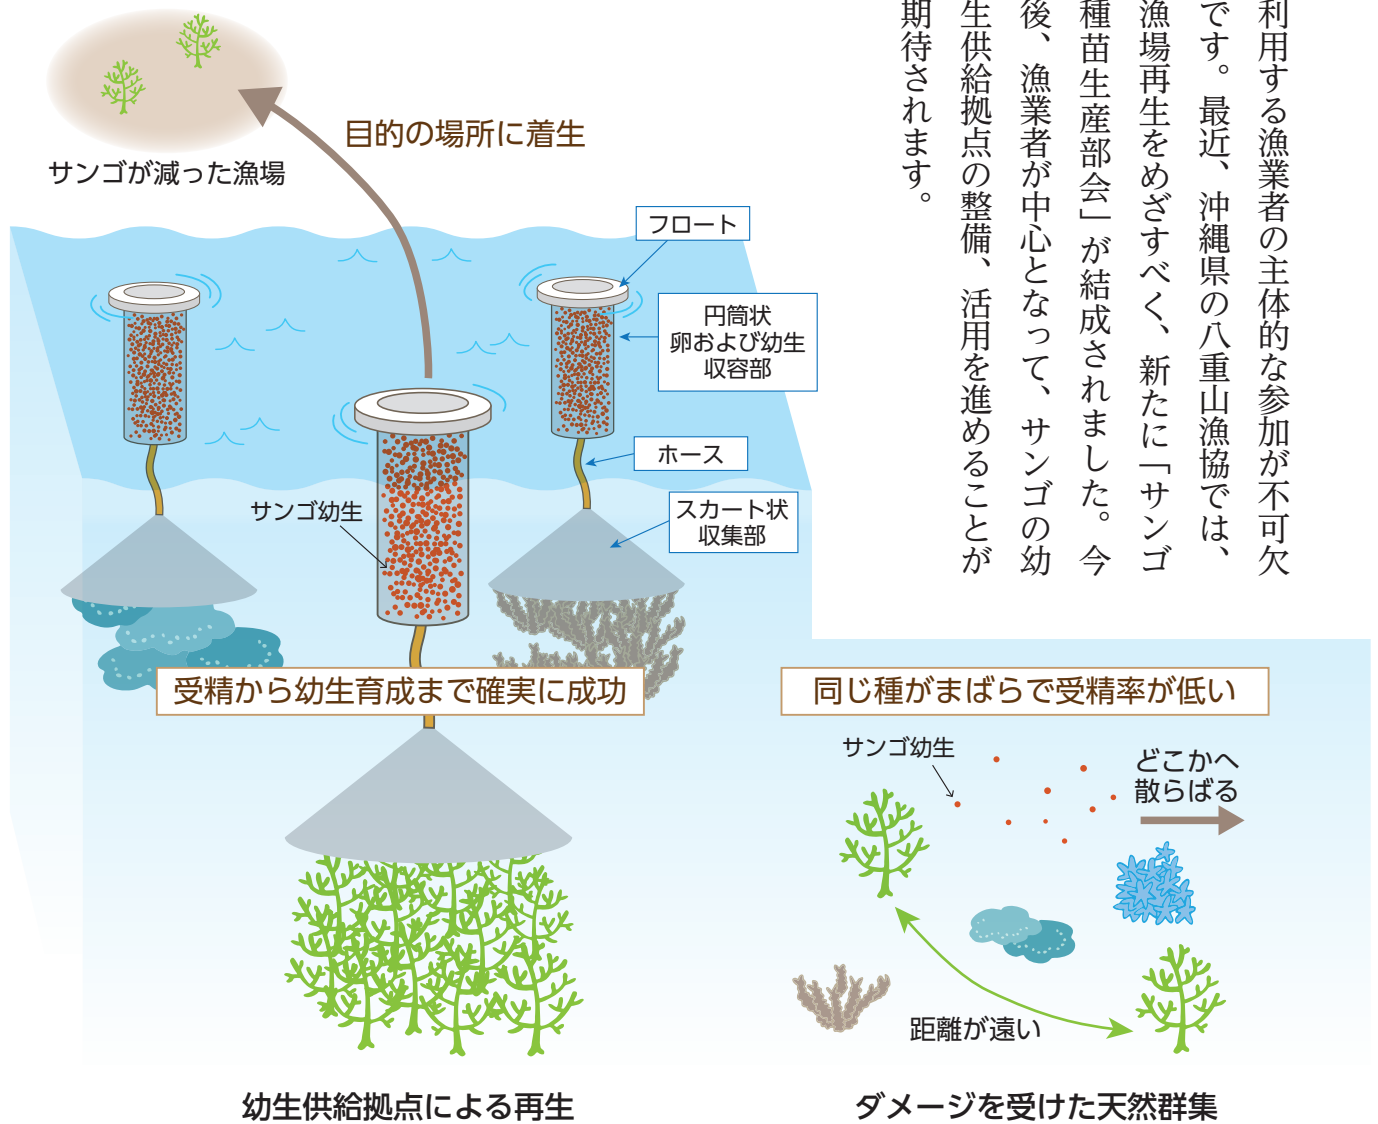 利用する漁業者の主体的な参加が不可欠
です。最近、沖縄県の八重山漁協では、
漁場再生をめざすべく、新たに「サンゴ
種苗生産部会」が結成されました。今
後、漁業者が中心となって、サンゴの幼
生供給拠点の整備、活用を進めることが
期待されます。
目的の場所に着生
サンゴが減った漁場
フロート
円筒状
卵および幼生
収容部
ホース
スカート状
収集部
サンゴ幼生
受精から幼生育成まで確実に成功
幼生供給拠点による再生
同じ種がまばらで受精率が低い
サンゴ幼生
どこかへ
散らばる
距離が遠い
ダメージを受けた天然群集